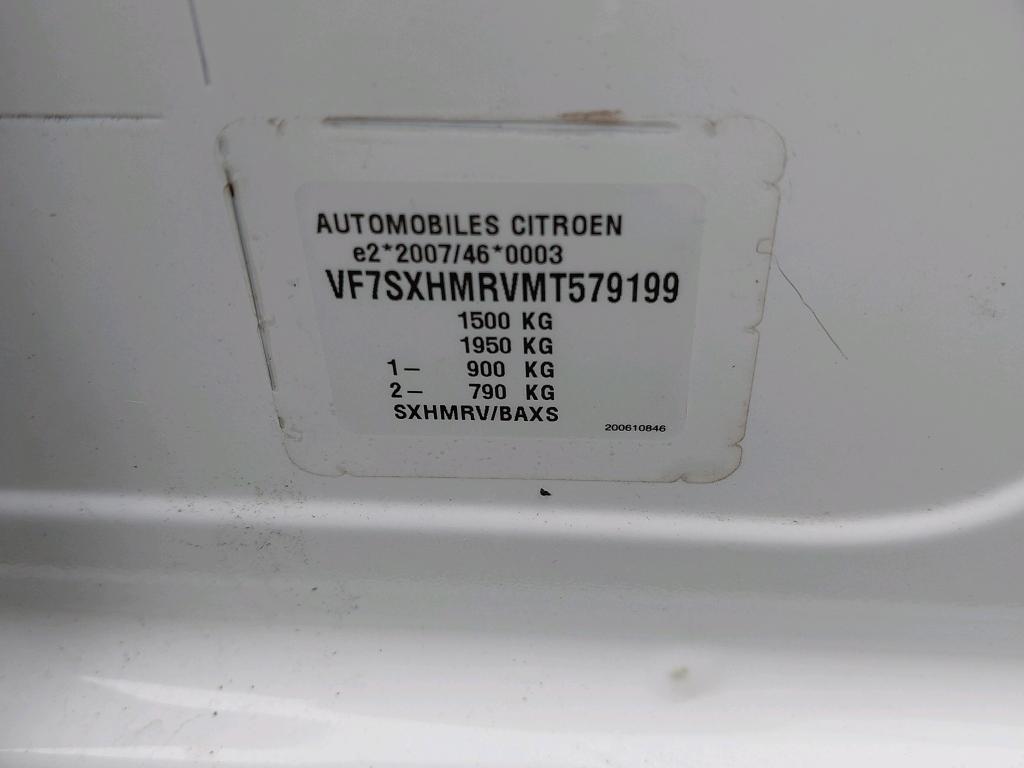 AUTOMOBILES CITROEN
e2*2007/46*0003
VF7SXHMRVMT579199
1500 KG
1950 KG
1– 900 KG
2– 790 KG
SXHMRV/BAXS
200610846